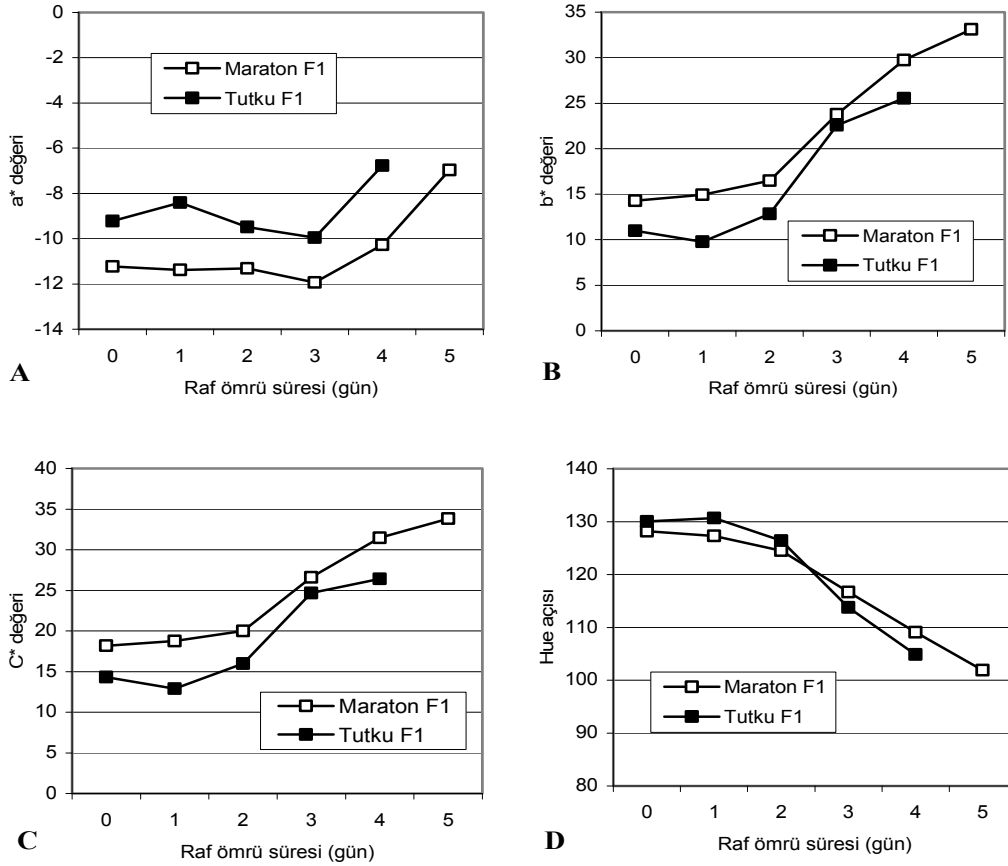 0
-2
-4
-6
-8
-10
-12
-14
a* değeri
Maraton F1
Tutku F1
0 1 2 3 4 5
Raf ömrü süresi (gün)
A
35
30
25
20
15
10
5
0
b* değeri
Maraton F1
Tutku F1
0 1 2 3 4 5
Raf ömrü süresi (gün)
B
40
35
30
25
20
15
10
5
0
C* değeri
Maraton F1
Tutku F1
0 1 2 3 4 5
Raf ömrü süresi (gün)
C
140
130
120
110
100
90
80
Hue açısı
Maraton F1
Tutku F1
0 1 2 3 4 5
Raf ömrü süresi (gün)
D